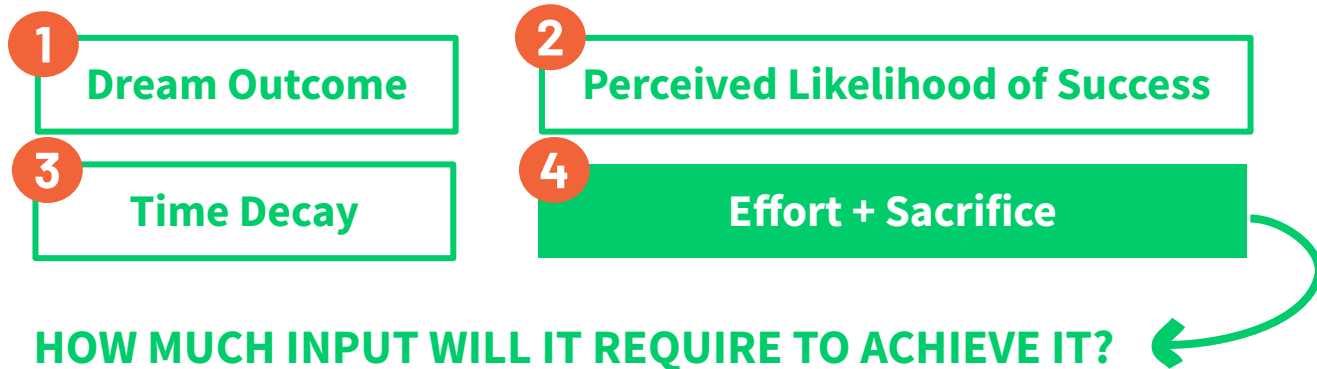 1
Dream Outcome
2
Perceived Likelihood of Success
3
Time Decay
4
Effort + Sacrifice
HOW MUCH INPUT WILL IT REQUIRE TO ACHIEVE IT?